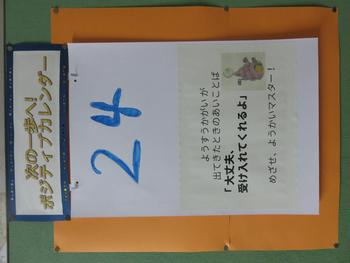 次の一歩へ!
ポジティブカレンダー
24
ようすうかがいが
出てきたときのあいことば
「大丈夫、
受け入れてくれるよ」
めざせ、ようかいマスター!